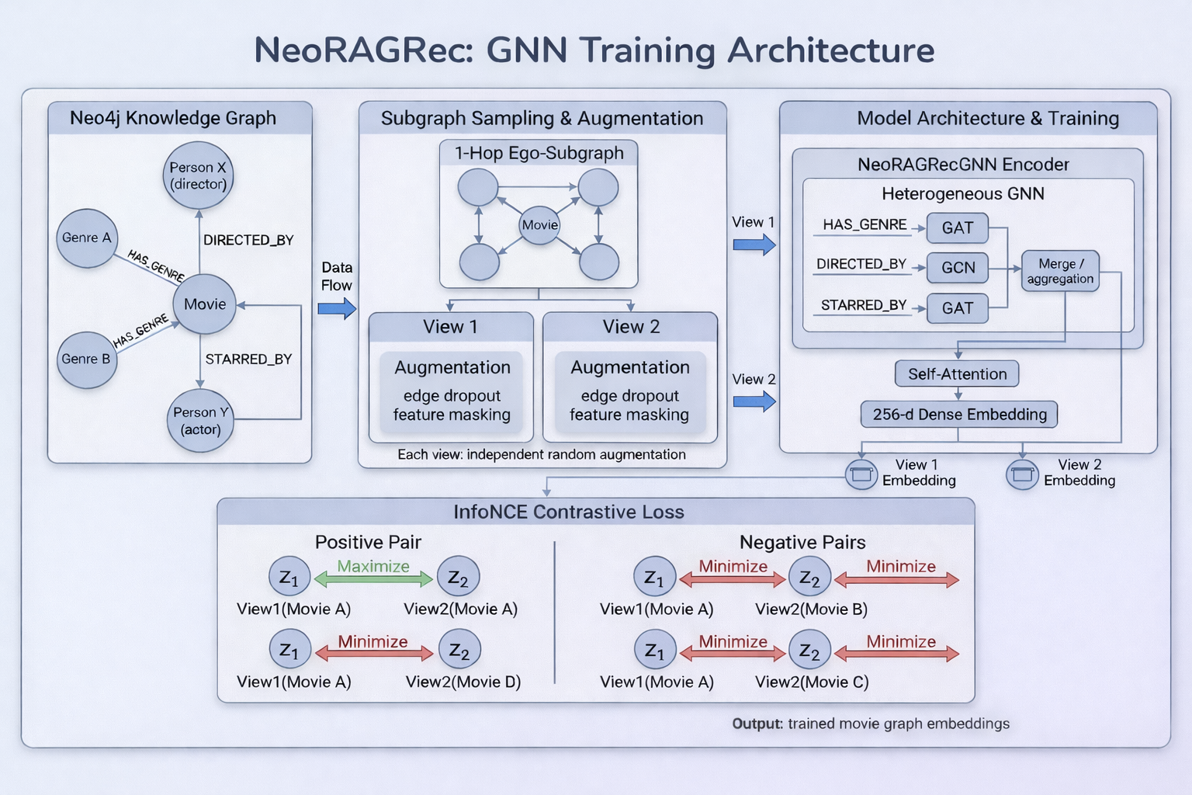 NeoRAGRec: GNN Training Architecture
Neo4j Knowledge Graph
Person X
(director)
Genre A
HAS_GENRE
DIRECTED_BY
Movie
HAS_GENRE
Genre B
STARRED_BY
Person Y
(actor)
Data
Flow
Subgraph Sampling & Augmentation
1-Hop Ego-Subgraph
Movie
View 1
Augmentation
edge dropout
feature masking
View 2
Augmentation
edge dropout
feature masking
Each view: independent random augmentation
View 1
View 2
Model Architecture & Training
NeoRAGRecGNN Encoder
Heterogeneous GNN
HAS_GENRE
GAT
DIRECTED_BY
GCN
STARRED_BY
GAT
Merge /
aggregation
Self-Attention
256-d Dense Embedding
View 1
Embedding
View 2
Embedding
InfoNCE Contrastive Loss
Positive Pair
z₁
Maximize
z₂
View1(Movie A)
View2(Movie A)
z₁
Minimize
z₂
View1(Movie A)
View2(Movie D)
Negative Pairs
z₁
Minimize
z₂
Minimize
View1(Movie A)
View2(Movie B)
z₁
Minimize
z₂
Minimize
View1(Movie A)
View2(Movie C)
Output: trained movie graph embeddings